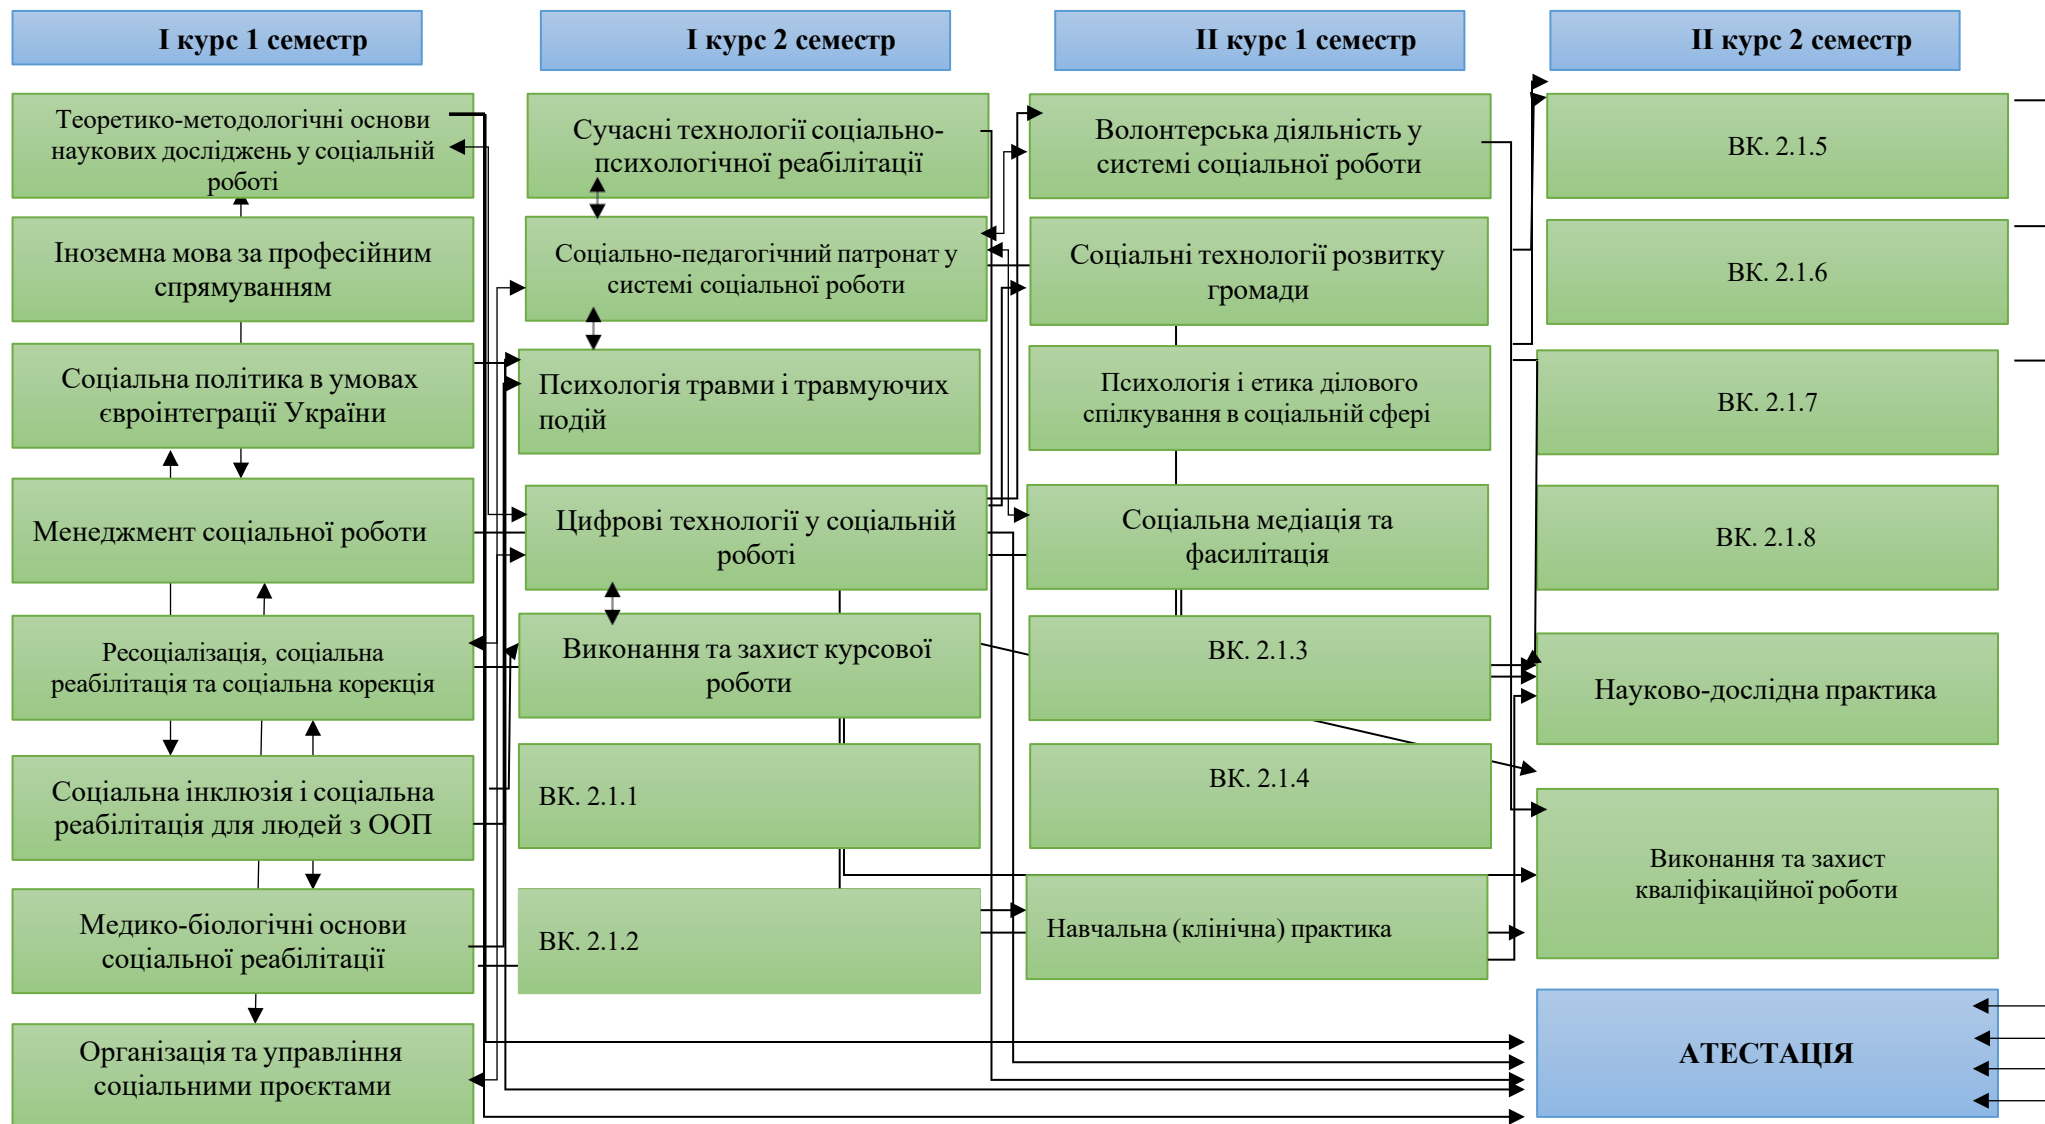 I курс 1 семестр
I курс 2 семестр
II курс 1 семестр
II курс 2 семестр
Теоретико-методологічні основи
наукових досліджень у соціальній
роботі
Іноземна мова за професійним
спрямуванням
Соціальна політика в умовах
євроінтеграції України
Менеджмент соціальної роботи
Ресоціалізація, соціальна
реабілітація та соціальна корекція
Соціальна інклюзія і соціальна
реабілітація для людей з ООП
Медико-біологічні основи
соціальної реабілітації
Організація та управління
соціальними проєктами
Сучасні технології соціально-
психологічної реабілітації
Соціально-педагогічний патронат у
системі соціальної роботи
Психологія травми і травмуючих
подій
Цифрові технології у соціальній
роботі
Виконання та захист курсової
роботи
ВК. 2.1.1
ВК. 2.1.2
Волонтерська діяльність у
системі соціальної роботи
Соціальні технології розвитку
громади
Психологія і етика ділового
спілкування в соціальній сфері
Соціальна медіація та
фасилітація
ВК. 2.1.3
ВК. 2.1.4
Навчальна (клінічна) практика
ВК. 2.1.5
ВК. 2.1.6
ВК. 2.1.7
ВК. 2.1.8
Науково-дослідна практика
Виконання та захист
кваліфікаційної роботи
АТЕСТАЦІЯ